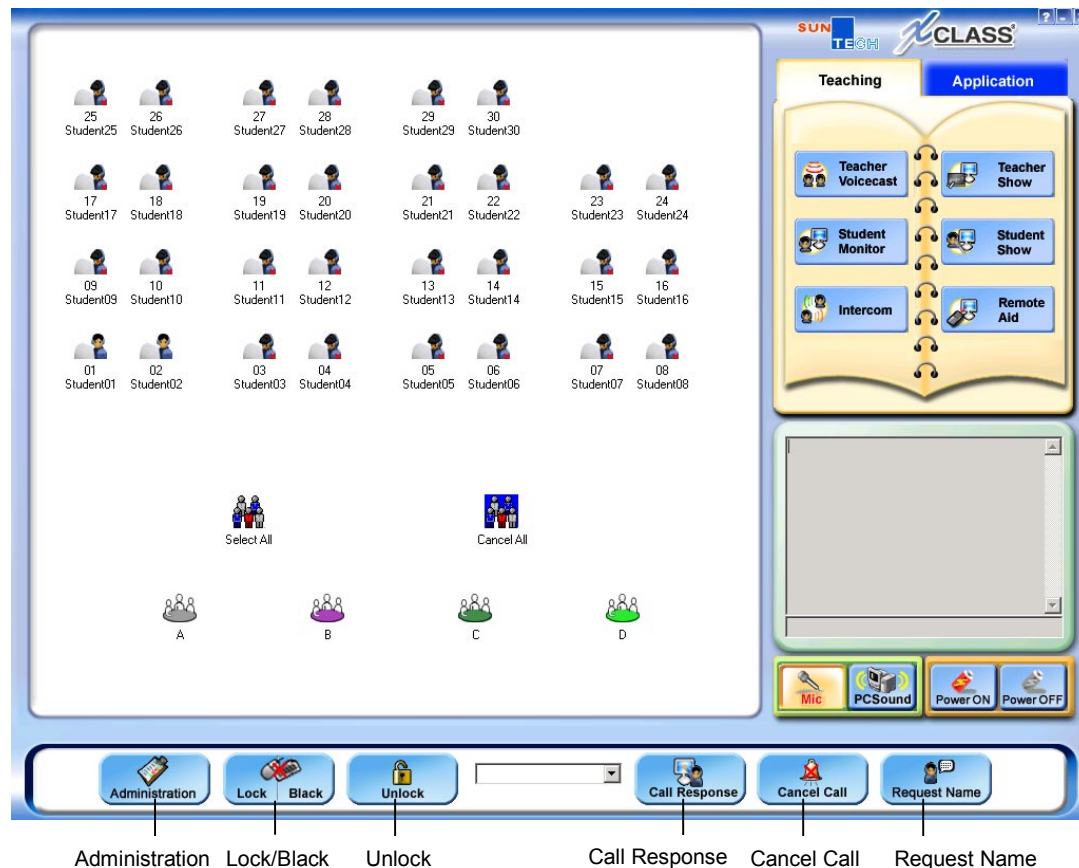 SUN
TECH
XCLASS
? -
Teaching Application
25 26 27 28 29 30
Student25 Student26 Student27 Student28 Student29 Student30
17 18 19 20 21 22 23 24
Student17 Student18 Student19 Student20 Student21 Student22 Student23 Student24
09 10 11 12 13 14 15 16
Student09 Student10 Student11 Student12 Student13 Student14 Student15 Student16
01 02 03 04 05 06 07 08
Student01 Student02 Student03 Student04 Student05 Student06 Student07 Student08
Select All Cancel All
A B C D
Teacher
Voicecast
Teacher
Show
Student
Monitor
Student
Show
Intercom
Remote
Aid
Mic PCSound Power ON Power OFF
Administration Lock Black Unlock Call Response Cancel Call Request Name
Administration Lock/Black Unlock Call Response Cancel Call Request Name